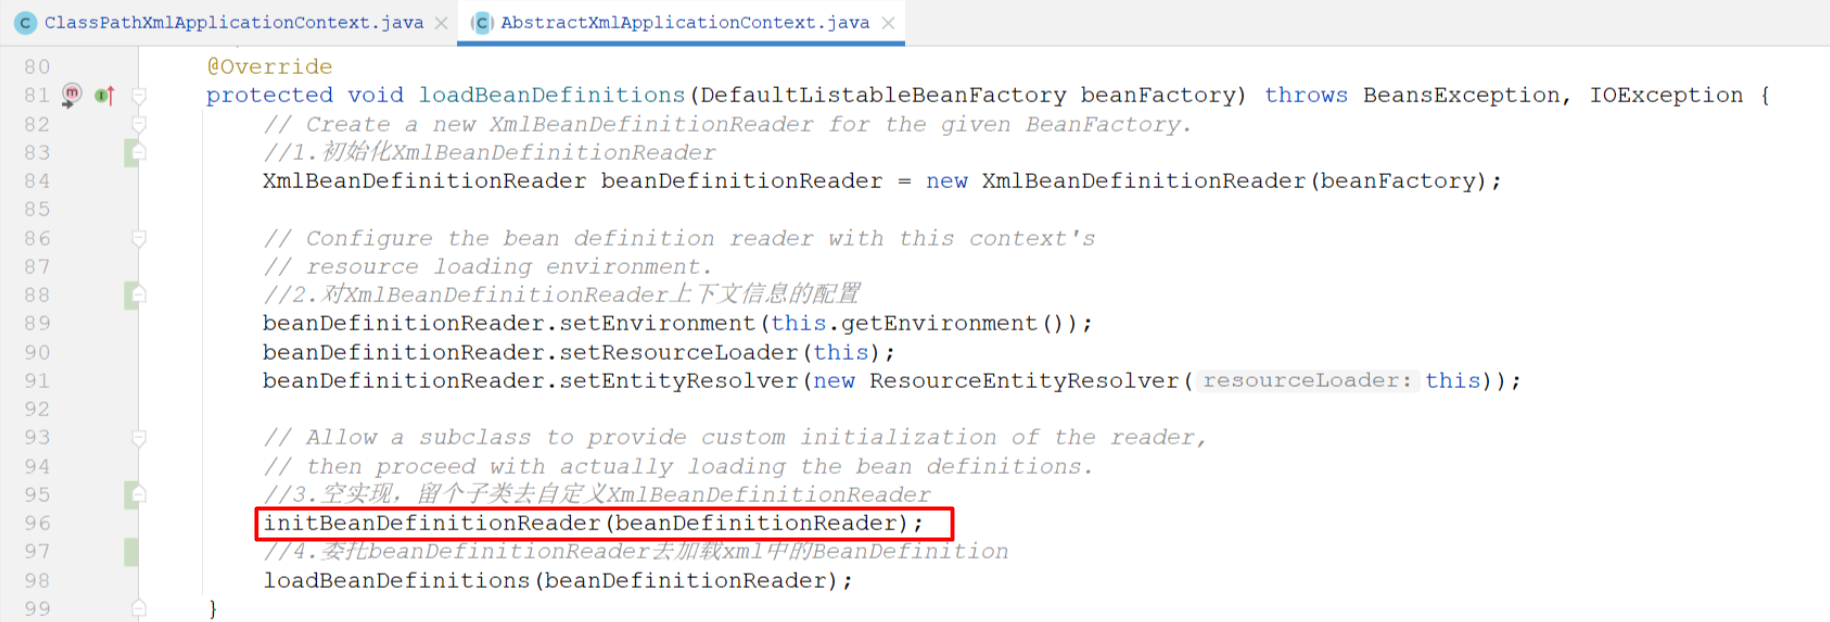 ClassPathXmlApplicationContext.java AbstractXmlApplicationContext.java
80 @Override
81 protected void loadBeanDefinitions(DefaultListableBeanFactory beanFactory) throws BeansException, IOException {
82 // Create a new XmlBeanDefinitionReader for the given BeanFactory.
83 //1.初始化XmlBeanDefinitionReader
84 XmlBeanDefinitionReader beanDefinitionReader = new XmlBeanDefinitionReader(beanFactory);
85
86 // Configure the bean definition reader with this context's
87 // resource loading environment.
88 //2.对XmlBeanDefinitionReader上下文信息的配置
89 beanDefinitionReader.setEnvironment(this.getEnvironment());
90 beanDefinitionReader.setResourceLoader(this);
91 beanDefinitionReader.setEntityResolver(new ResourceEntityResolver( resourceLoader: this));
92
93 // Allow a subclass to provide custom initialization of the reader,
94 // then proceed with actually loading the bean definitions.
95 //3.空实现，留个子类去自定义XmlBeanDefinitionReader
96 initBeanDefinitionReader(beanDefinitionReader);
97 //4.委托beanDefinitionReader去加载xml中的BeanDefinition
98 loadBeanDefinitions(beanDefinitionReader);
99 }